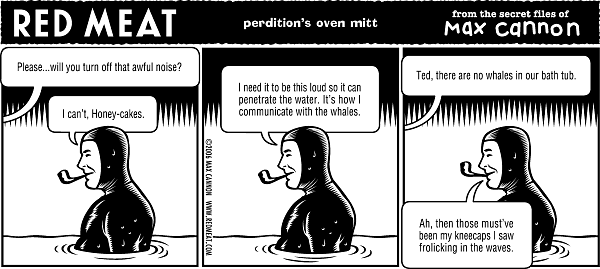 RED MEAT
perdition's oven mitt
from the secret files of
Max cannon
Please...will you turn off that awful noise?
I can't, Honey-cakes.
I need it to be this loud so it can
penetrate the water. It's how I
communicate with the whales.
©2006 MAX CANNON WWW.REDMEAT.COM
Ted, there are no whales in our bath tub.
Ah, then those must've
been my kneecaps I saw
frolicking in the waves.